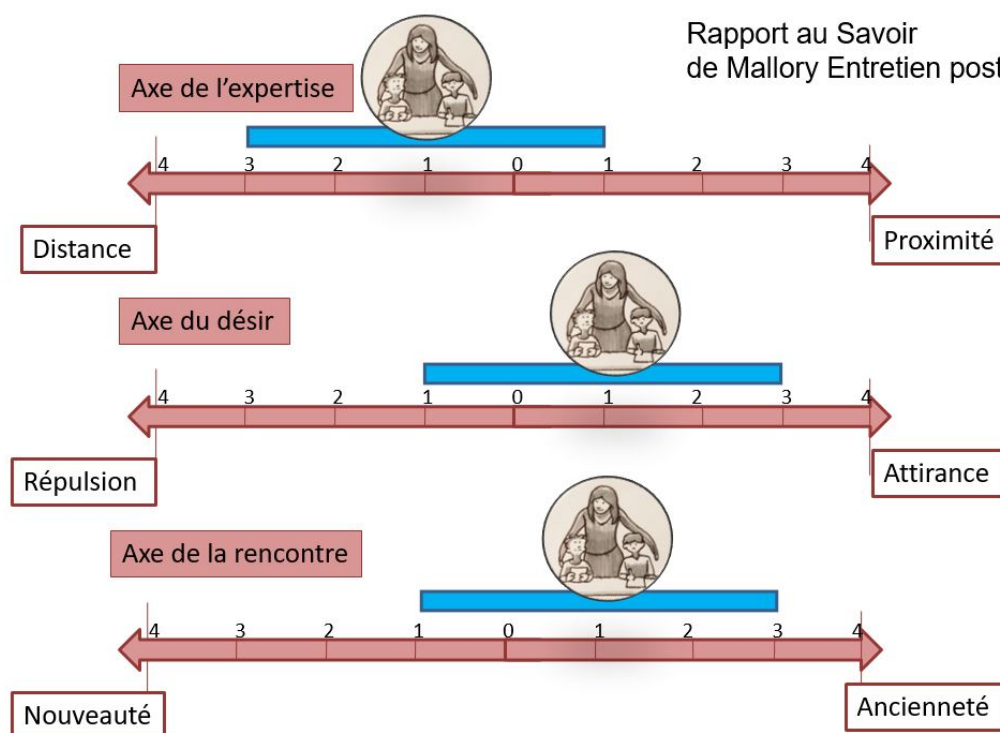 Rapport au Savoir
de Mallory Entretien post
Axe de l'expertise
4 3 2 1 0 1 2 3 4
Distance
Proximité
Axe du désir
4 3 2 1 0 1 2 3 4
Répulsion
Attirance
Axe de la rencontre
4 3 2 1 0 1 2 3 4
Nouveauté
Ancienneté